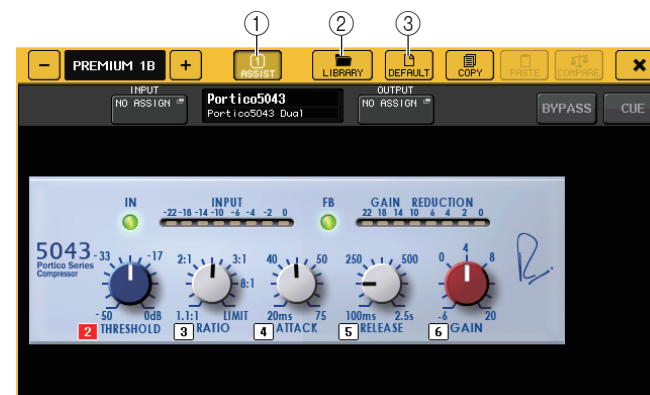 ① ② ③
− PREMIUM 1B + 1 ASSIST LIBRARY DEFAULT COPY PASTE COMPARE ×
INPUT
NO ASSIGN
Portico5043
Portico5043 Dual
OUTPUT
NO ASSIGN
BYPASS CUE
IN INPUT FB GAIN REDUCTION
-22 -18 -14 -10 -6 -4 -2 0 22 18 14 10 6 4 2 0
5043
Portico Series
Compressor
-33 -17 2:1 3:1 40 50 250 500 0 4 8
8:1
-50 0dB 1.1:1 LIMIT 20ms 75 100ms 2.5s -6 20
2 THRESHOLD 3 RATIO 4 ATTACK 5 RELEASE 6 GAIN